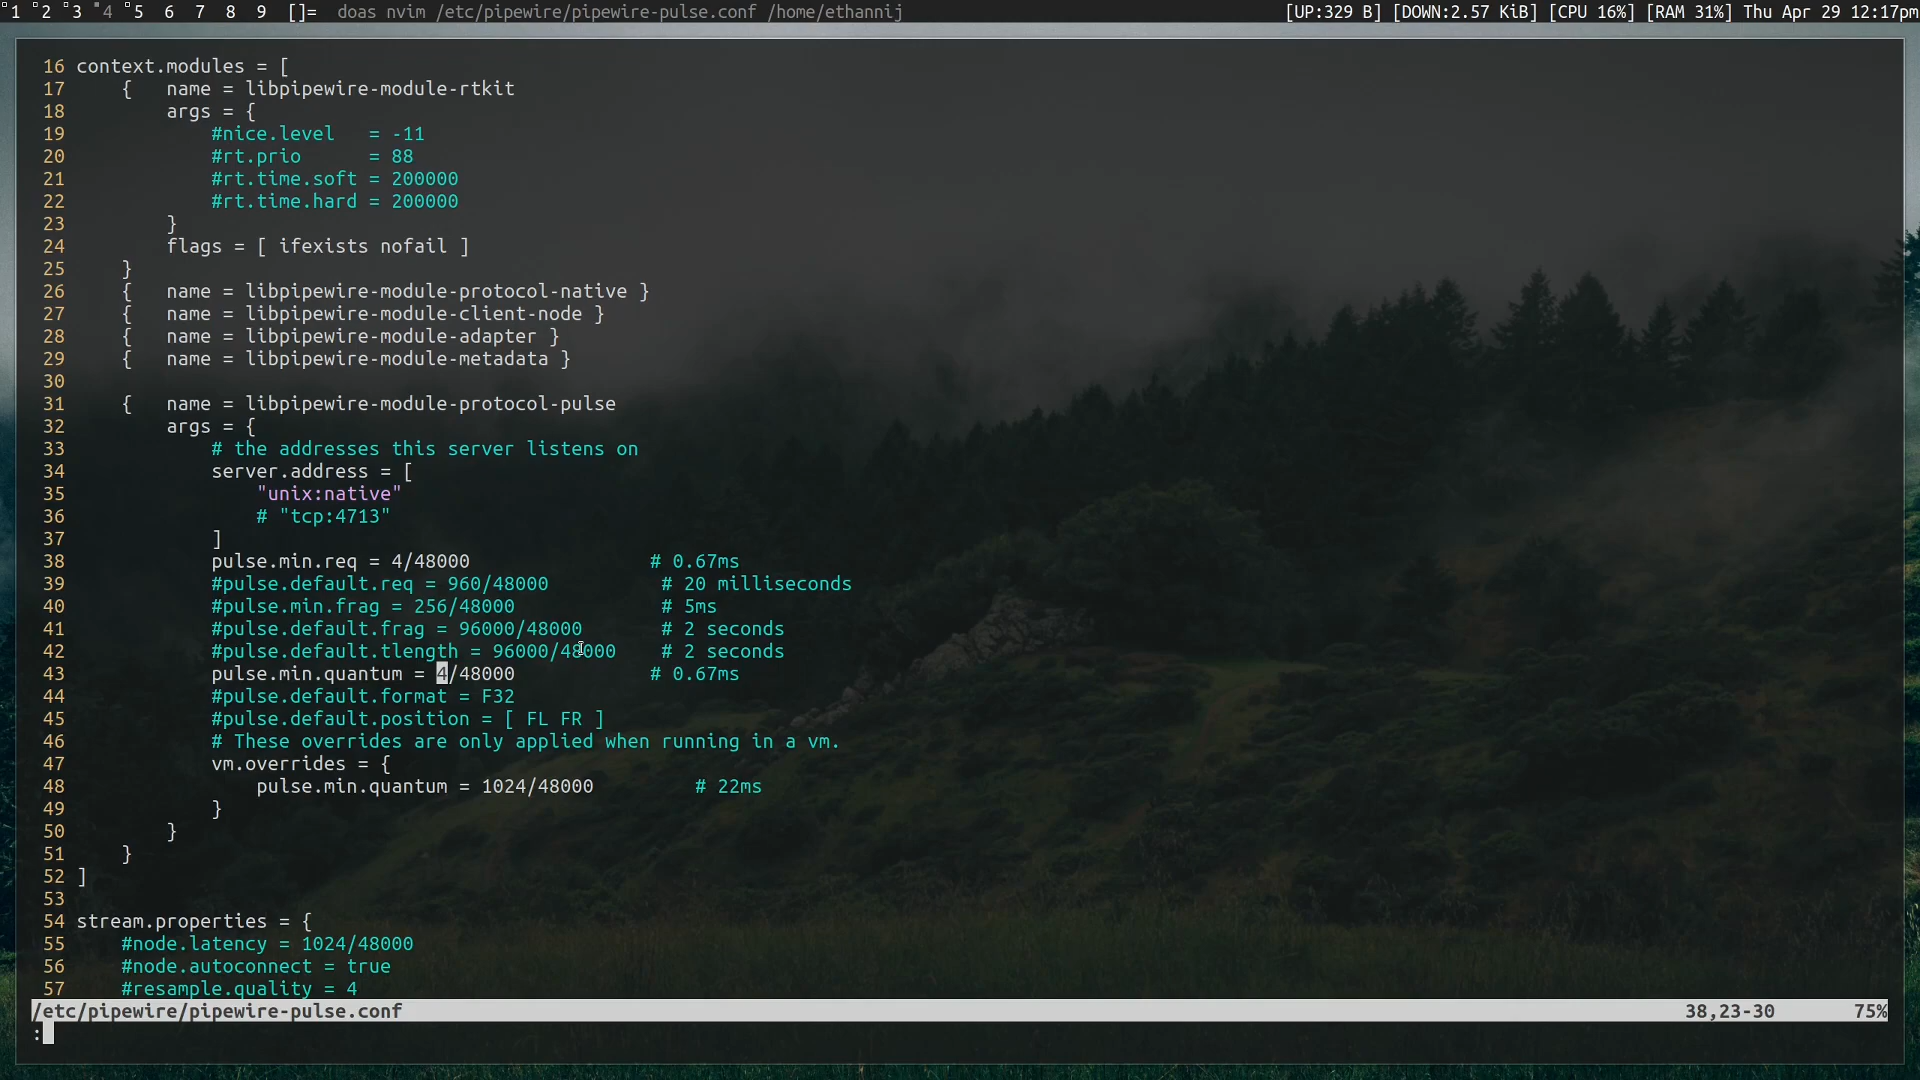 1 2 3 4 5 6 7 8 9 []= doas nvim /etc/pipewire/pipewire-pulse.conf /home/ethannij [UP:329 B] [DOWN:2.57 KiB] [CPU 16%] [RAM 31%] Thu Apr 29 12:17pm
16 context.modules = [
17     {   name = libpipewire-module-rtkit
18         args = {
19             #nice.level   = -11
20             #rt.prio      = 88
21             #rt.time.soft = 200000
22             #rt.time.hard = 200000
23         }
24         flags = [ ifexists nofail ]
25     }
26     {   name = libpipewire-module-protocol-native }
27     {   name = libpipewire-module-client-node }
28     {   name = libpipewire-module-adapter }
29     {   name = libpipewire-module-metadata }
30
31     {   name = libpipewire-module-protocol-pulse
32         args = {
33             # the addresses this server listens on
34             server.address = [
35                 "unix:native"
36                 # "tcp:4713"
37             ]
38             pulse.min.req = 4/48000                # 0.67ms
39             #pulse.default.req = 960/48000          # 20 milliseconds
40             #pulse.min.frag = 256/48000             # 5ms
41             #pulse.default.frag = 96000/48000       # 2 seconds
42             #pulse.default.tlength = 96000/48000    # 2 seconds
43             pulse.min.quantum = 4/48000            # 0.67ms
44             #pulse.default.format = F32
45             #pulse.default.position = [ FL FR ]
46             # These overrides are only applied when running in a vm.
47             vm.overrides = {
48                 pulse.min.quantum = 1024/48000         # 22ms
49             }
50         }
51     }
52 ]
53
54 stream.properties = {
55     #node.latency = 1024/48000
56     #node.autoconnect = true
57     #resample.quality = 4
/etc/pipewire/pipewire-pulse.conf 38,23-30 75%
: